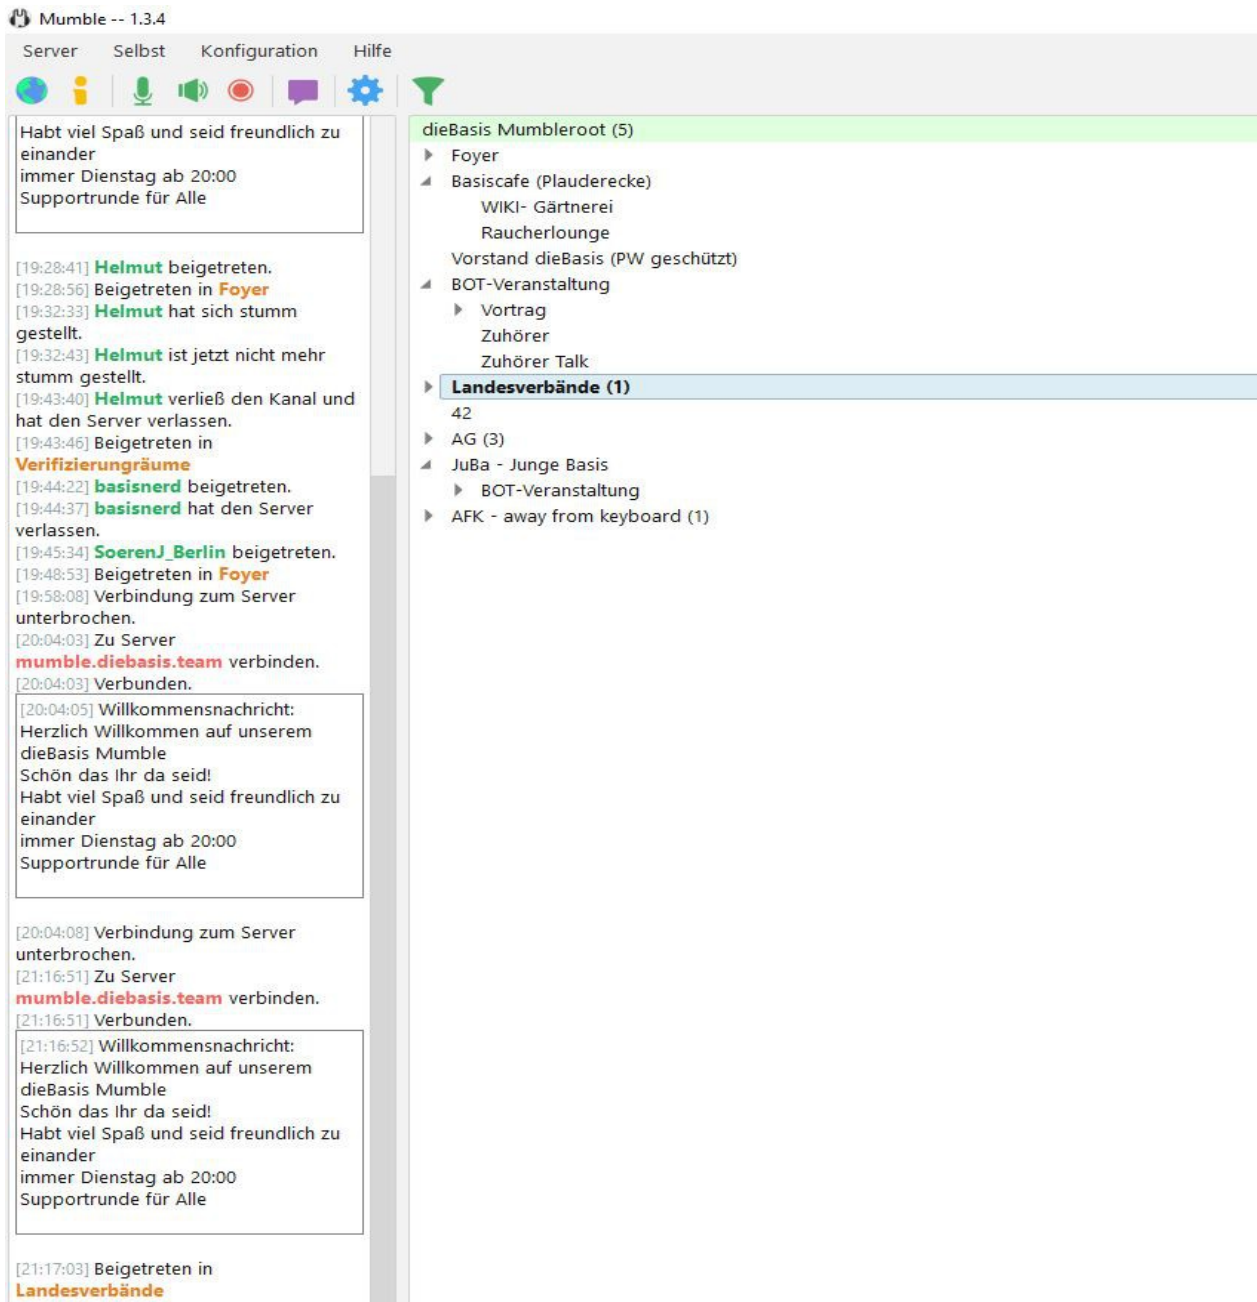 Mumble -- 1.3.4
Server Selbst Konfiguration Hilfe
Habt viel Spaß und seid freundlich zu
einander
immer Dienstag ab 20:00
Supportrunde für Alle
[19:28:41] Helmut beigetreten.
[19:28:56] Beigetreten in Foyer
[19:32:33] Helmut hat sich stumm
gestellt.
[19:32:43] Helmut ist jetzt nicht mehr
stumm gestellt.
[19:43:40] Helmut verließ den Kanal und
hat den Server verlassen.
[19:43:46] Beigetreten in
Verifizierungräume
[19:44:22] basisnerd beigetreten.
[19:44:37] basisnerd hat den Server
verlassen.
[19:45:34] SoerenJ_Berlin beigetreten.
[19:48:53] Beigetreten in Foyer
[19:58:08] Verbindung zum Server
unterbrochen.
[20:04:03] Zu Server
mumble.diebasis.team verbinden.
[20:04:03] Verbunden.
[20:04:05] Willkommensnachricht:
Herzlich Willkommen auf unserem
dieBasis Mumble
Schön das Ihr da seid!
Habt viel Spaß und seid freundlich zu
einander
immer Dienstag ab 20:00
Supportrunde für Alle
[20:04:08] Verbindung zum Server
unterbrochen.
[21:16:51] Zu Server
mumble.diebasis.team verbinden.
[21:16:51] Verbunden.
[21:16:52] Willkommensnachricht:
Herzlich Willkommen auf unserem
dieBasis Mumble
Schön das Ihr da seid!
Habt viel Spaß und seid freundlich zu
einander
immer Dienstag ab 20:00
Supportrunde für Alle
[21:17:03] Beigetreten in
Landesverbände
dieBasis Mumbleroot (5)
Foyer
Basiscafe (Plauderecke)
WIKI- Gärtnerei
Raucherlounge
Vorstand dieBasis (PW geschützt)
BOT-Veranstaltung
Vortrag
Zuhörer
Zuhörer Talk
Landesverbände (1)
42
AG (3)
JuBa - Junge Basis
BOT-Veranstaltung
AFK - away from keyboard (1)